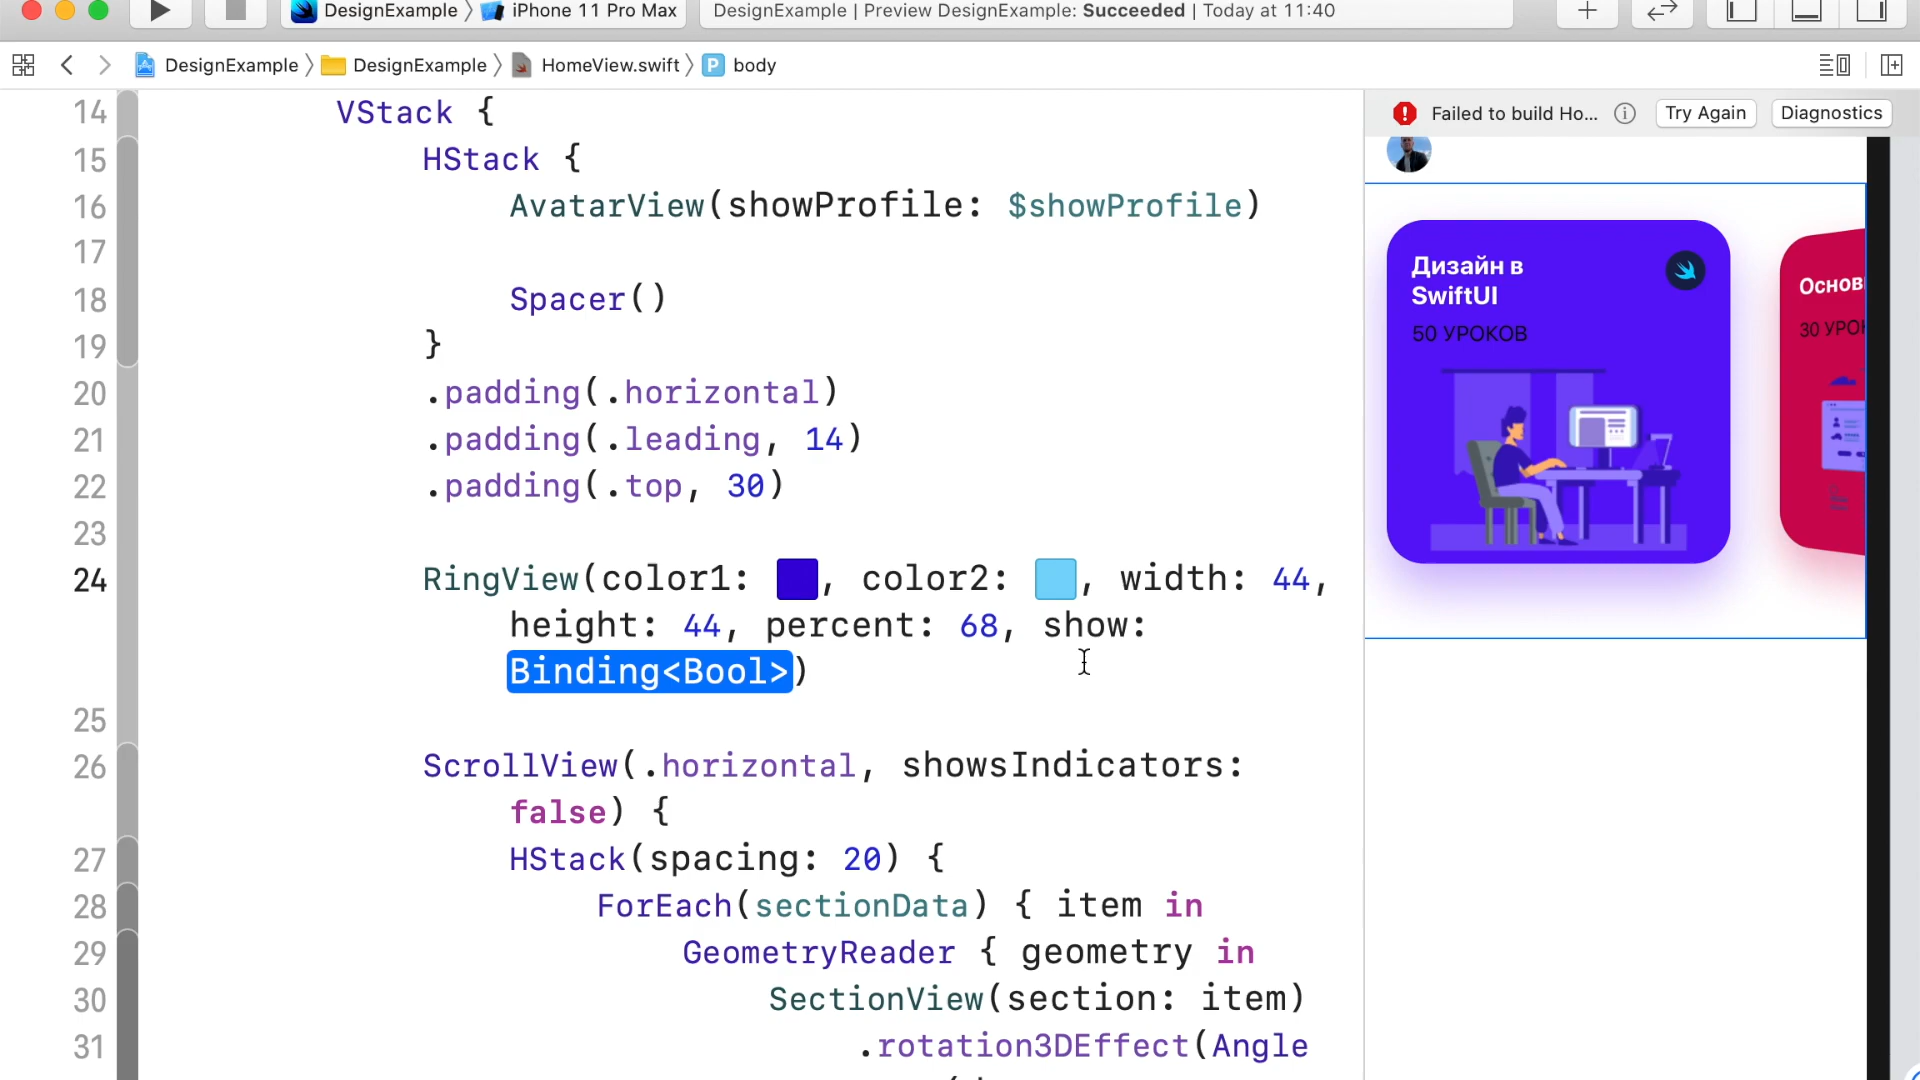 DesignExample 〉 iPhone 11 Pro Max
DesignExample | Preview DesignExample: Succeeded | Today at 11:40
DesignExample 〉 DesignExample 〉 HomeView.swift 〉 P body
14 VStack {
15 HStack {
16 AvatarView(showProfile: $showProfile)
17
18 Spacer()
19 }
20 .padding(.horizontal)
21 .padding(.leading, 14)
22 .padding(.top, 30)
23
24 RingView(color1: , color2: , width: 44,
height: 44, percent: 68, show:
Binding<Bool>)
25
26 ScrollView(.horizontal, showsIndicators:
false) {
27 HStack(spacing: 20) {
28 ForEach(sectionData) { item in
29 GeometryReader { geometry in
30 SectionView(section: item)
31 .rotation3DEffect(Angle
Failed to build Ho... Try Again Diagnostics
Дизайн в
SwiftUI
50 УРОКОВ
Основ
30 УРО